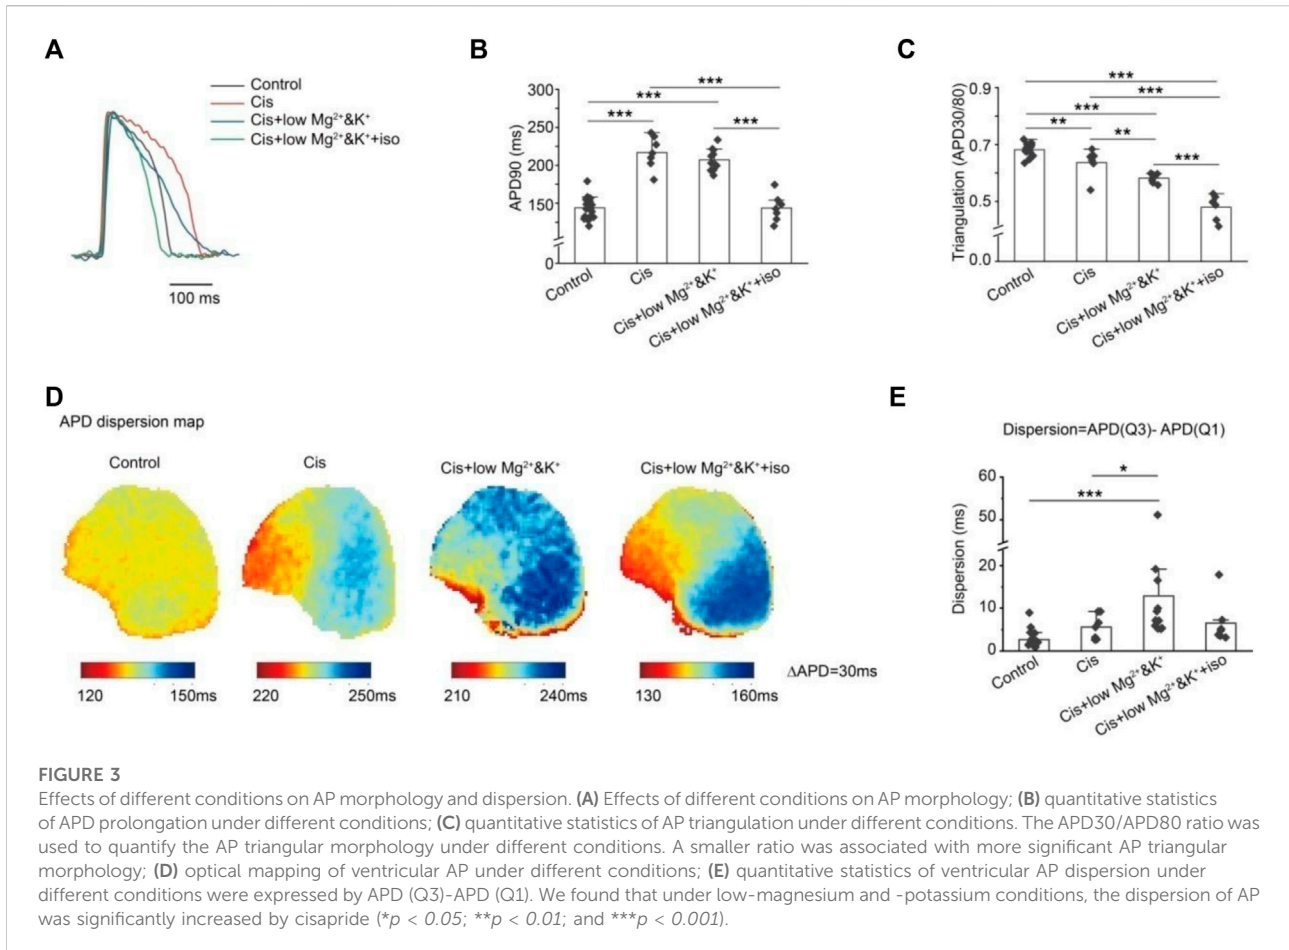 A
Control
Cis
Cis+low Mg²⁺&K⁺
Cis+low Mg²⁺&K⁺+iso
100 ms
B
APD90 (ms)
300
250
200
150
0
***
***
***
***
Control
Cis
Cis+low Mg²⁺&K⁺
Cis+low Mg²⁺&K⁺+iso
C
Triangulation (APD30/80)
0.9
0.7
0.5
0.0
***
***
***
**
**
***
Control
Cis
Cis+low Mg²⁺&K⁺
Cis+low Mg²⁺&K⁺+iso
D
APD dispersion map
Control
Cis
Cis+low Mg²⁺&K⁺
Cis+low Mg²⁺&K⁺+iso
120 150ms
220 250ms
210 240ms
130 160ms
ΔAPD=30ms
E
Dispersion=APD(Q3)- APD(Q1)
Dispersion (ms)
60
50
20
10
0
*
***
Control
Cis
Cis+low Mg²⁺&K⁺
Cis+low Mg²⁺&K⁺+iso
FIGURE 3
Effects of different conditions on AP morphology and dispersion. (A) Effects of different conditions on AP morphology; (B) quantitative statistics
of APD prolongation under different conditions; (C) quantitative statistics of AP triangulation under different conditions. The APD30/APD80 ratio was
used to quantify the AP triangular morphology under different conditions. A smaller ratio was associated with more significant AP triangular
morphology; (D) optical mapping of ventricular AP under different conditions; (E) quantitative statistics of ventricular AP dispersion under
different conditions were expressed by APD (Q3)-APD (Q1). We found that under low-magnesium and -potassium conditions, the dispersion of AP
was significantly increased by cisapride (*p < 0.05; **p < 0.01; and ***p < 0.001).